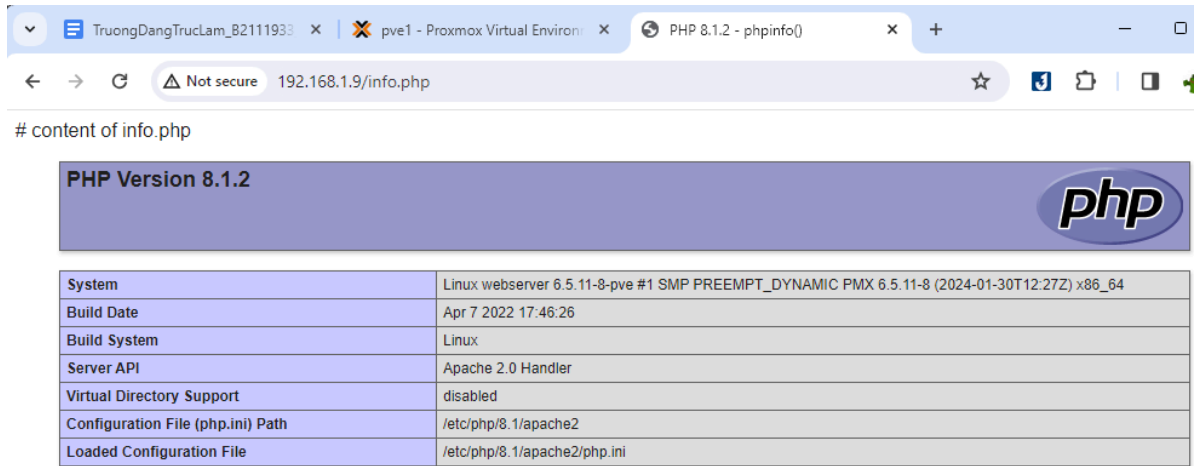 TruongDangTrucLam_B2111933
pve1 - Proxmox Virtual Environ
PHP 8.1.2 - phpinfo()
Not secure 192.168.1.9/info.php
# content of info.php
PHP Version 8.1.2
php
System Linux webserver 6.5.11-8-pve #1 SMP PREEMPT_DYNAMIC PMX 6.5.11-8 (2024-01-30T12:27Z) x86_64
Build Date Apr 7 2022 17:46:26
Build System Linux
Server API Apache 2.0 Handler
Virtual Directory Support disabled
Configuration File (php.ini) Path /etc/php/8.1/apache2
Loaded Configuration File /etc/php/8.1/apache2/php.ini